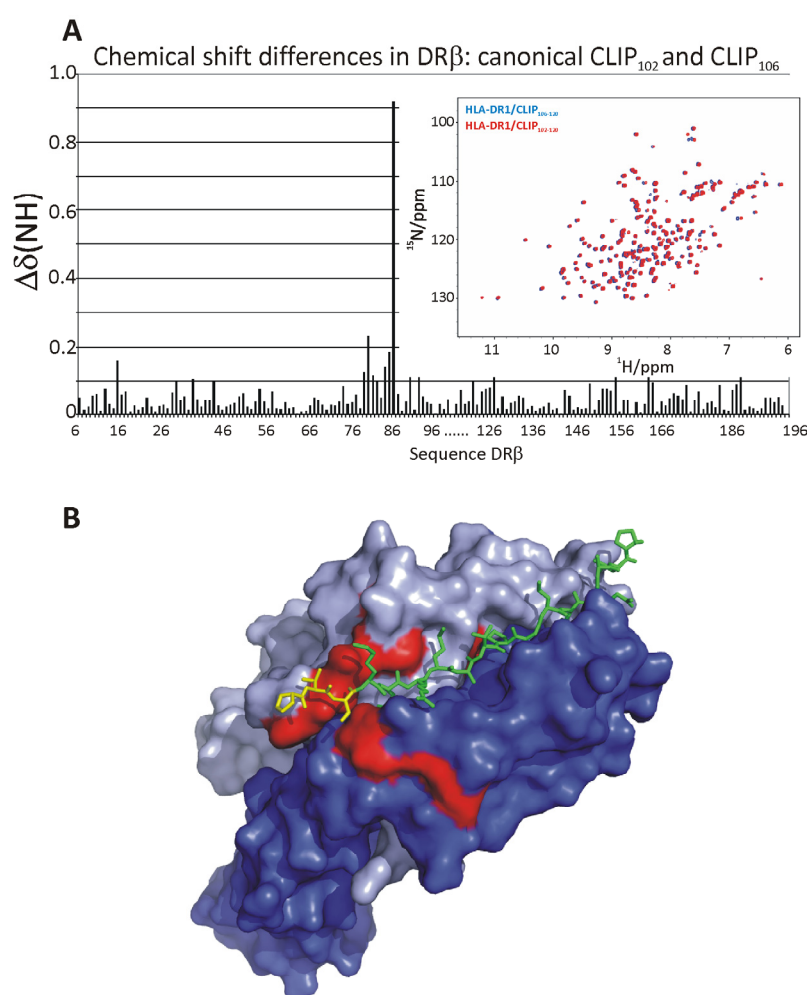 A
Chemical shift differences in DRβ: canonical CLIP102 and CLIP106
1.0
0.8
0.6
0.4
0.2
0
Δδ(NH)
6 16 26 36 46 56 66 76 86 96 ...... 126 136 146 156 166 186 196
Sequence DRβ
HLA-DR1/CLIP106-120
HLA-DR1/CLIP102-120
100
110
120
130
15N/ppm
11 10 9 8 7 6
1H/ppm
B